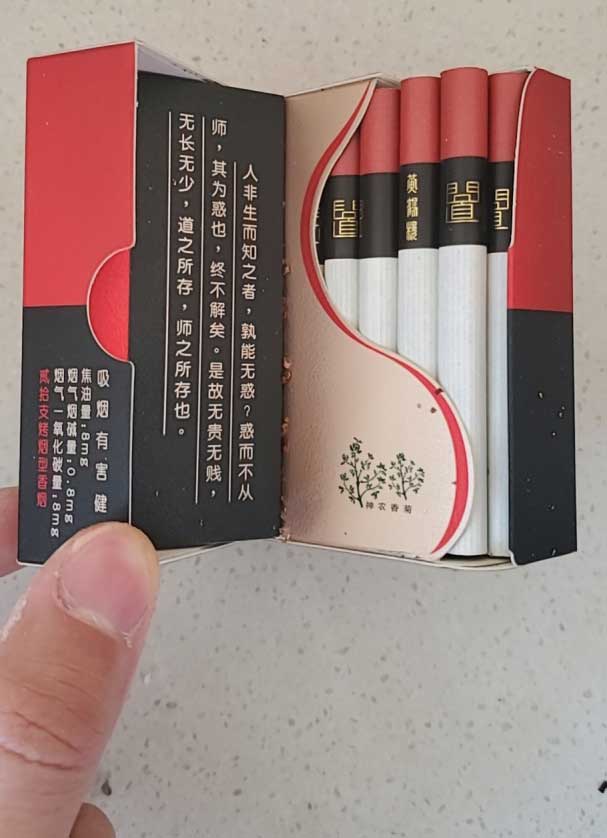 人非生而知之者，孰能无惑？惑而不从
师，其为惑也，终不解矣。是故无贵无贱，
无长无少，道之所存，师之所存也。
吸烟有害健
焦油量:8mg
烟气烟碱量:0.8mg
烟气一氧化碳量:8mg
贰拾支烤烟型香烟
黄鹤楼
神农香菊